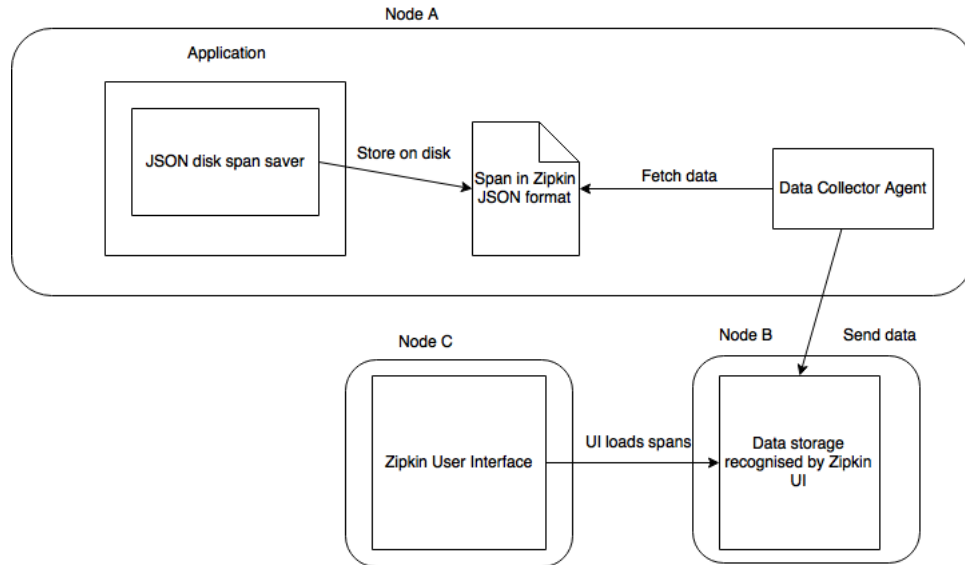 Node A
Application
JSON disk span saver
Store on disk
Span in Zipkin
JSON format
Fetch data
Data Collector Agent
Node C
Node B
Send data
Zipkin User Interface
UI loads spans
Data storage
recognised by Zipkin
UI